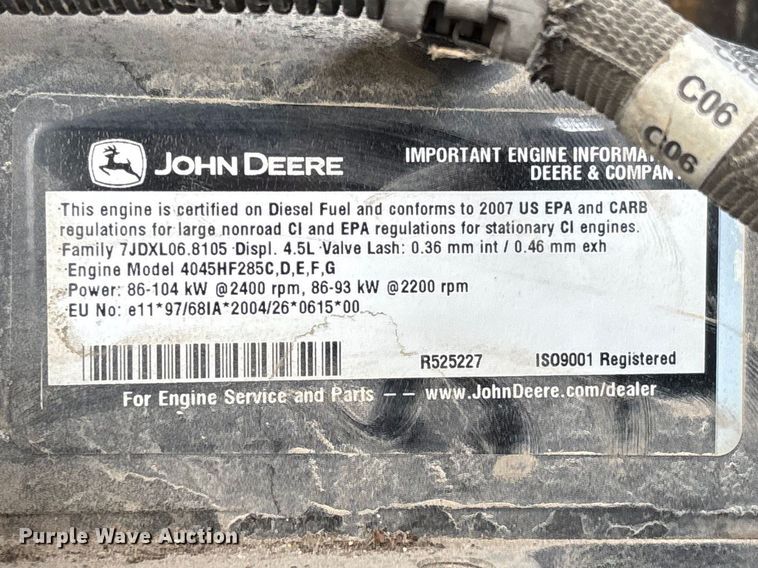 C06
C06
JOHN DEERE
IMPORTANT ENGINE
DEERE & COMPANY
This engine is certified on Diesel Fuel and conforms to 2007 US EPA and CARB
regulations for large nonroad CI and EPA regulations for stationary CI engines.
Family 7JDXL06.8105 Displ. 4.5L Valve Lash: 0.36 mm int / 0.46 mm exh
Engine Model 4045HF285C,D,E,F,G
Power: 86-104 kW @2400 rpm, 86-93 kW @2200 rpm
EU No: e11*97/68IA*2004/26*0615*00
R525227 ISO9001 Registered
For Engine Service and Parts -- www.JohnDeere.com/dealer
Purple Wave Auction